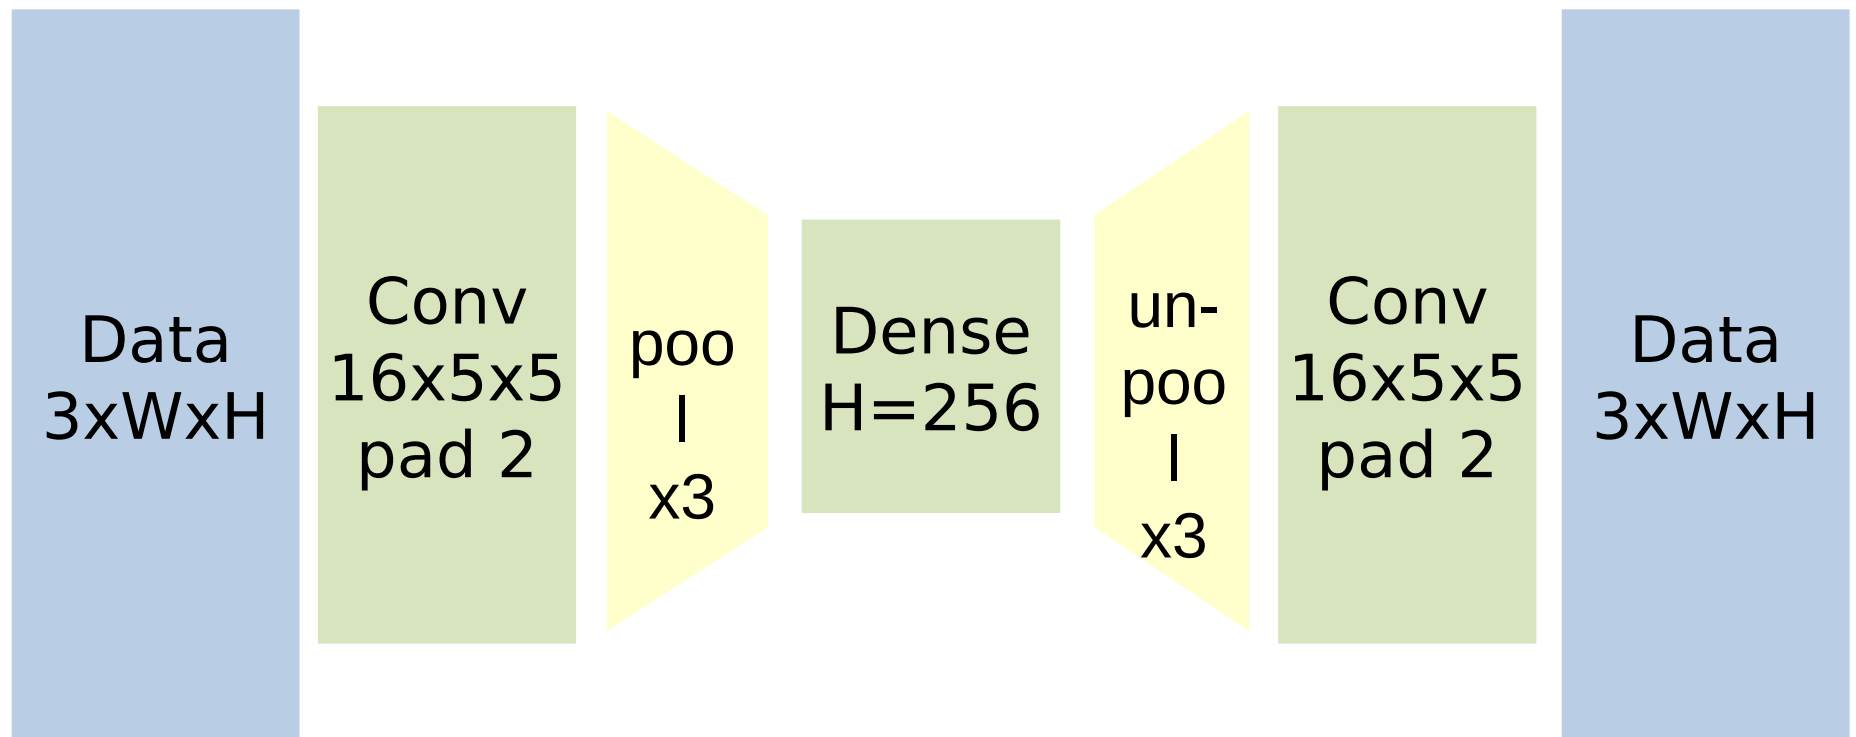 Data
3xWxH
Conv
16x5x5
pad 2
poo
l
x3
Dense
H=256
un-
poo
l
x3
Conv
16x5x5
pad 2
Data
3xWxH